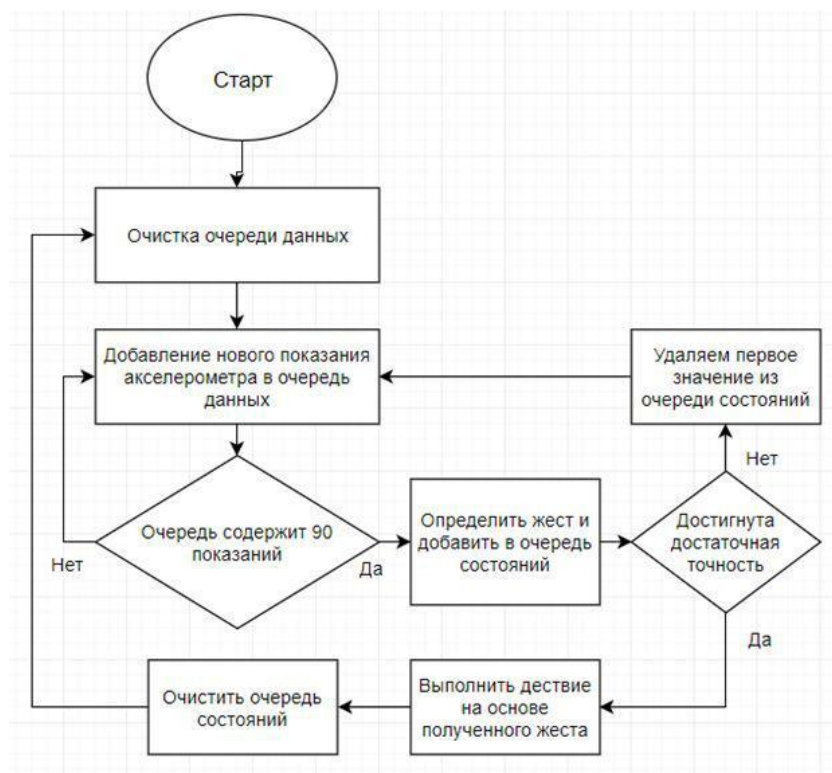 Старт
Очистка очереди данных
Добавление нового показания
акселерометра в очередь
данных
Удаляем первое
значение из
очереди состояний
Нет
Очередь содержит 90
показаний
Нет
Да
Определить жест и
добавить в очередь
состояний
Достигнута
достаточная
точность
Да
Очистить очередь
состояний
Выполнить дествие
на основе
полученного жеста